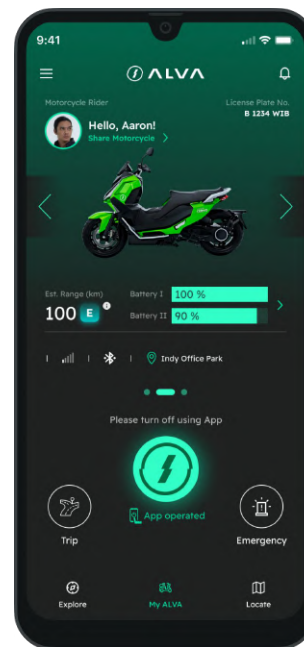 9:41
ALVA
Motorcycle Rider
License Plate No.
Hello, Aaron!
B 1234 WIB
Share Motorcycle >
Est. Range (km)
Battery I 100 %
100 E
Battery II 90 %
Indy Office Park
Please turn off using App
App operated
Trip
Emergency
Explore
My ALVA
Locate